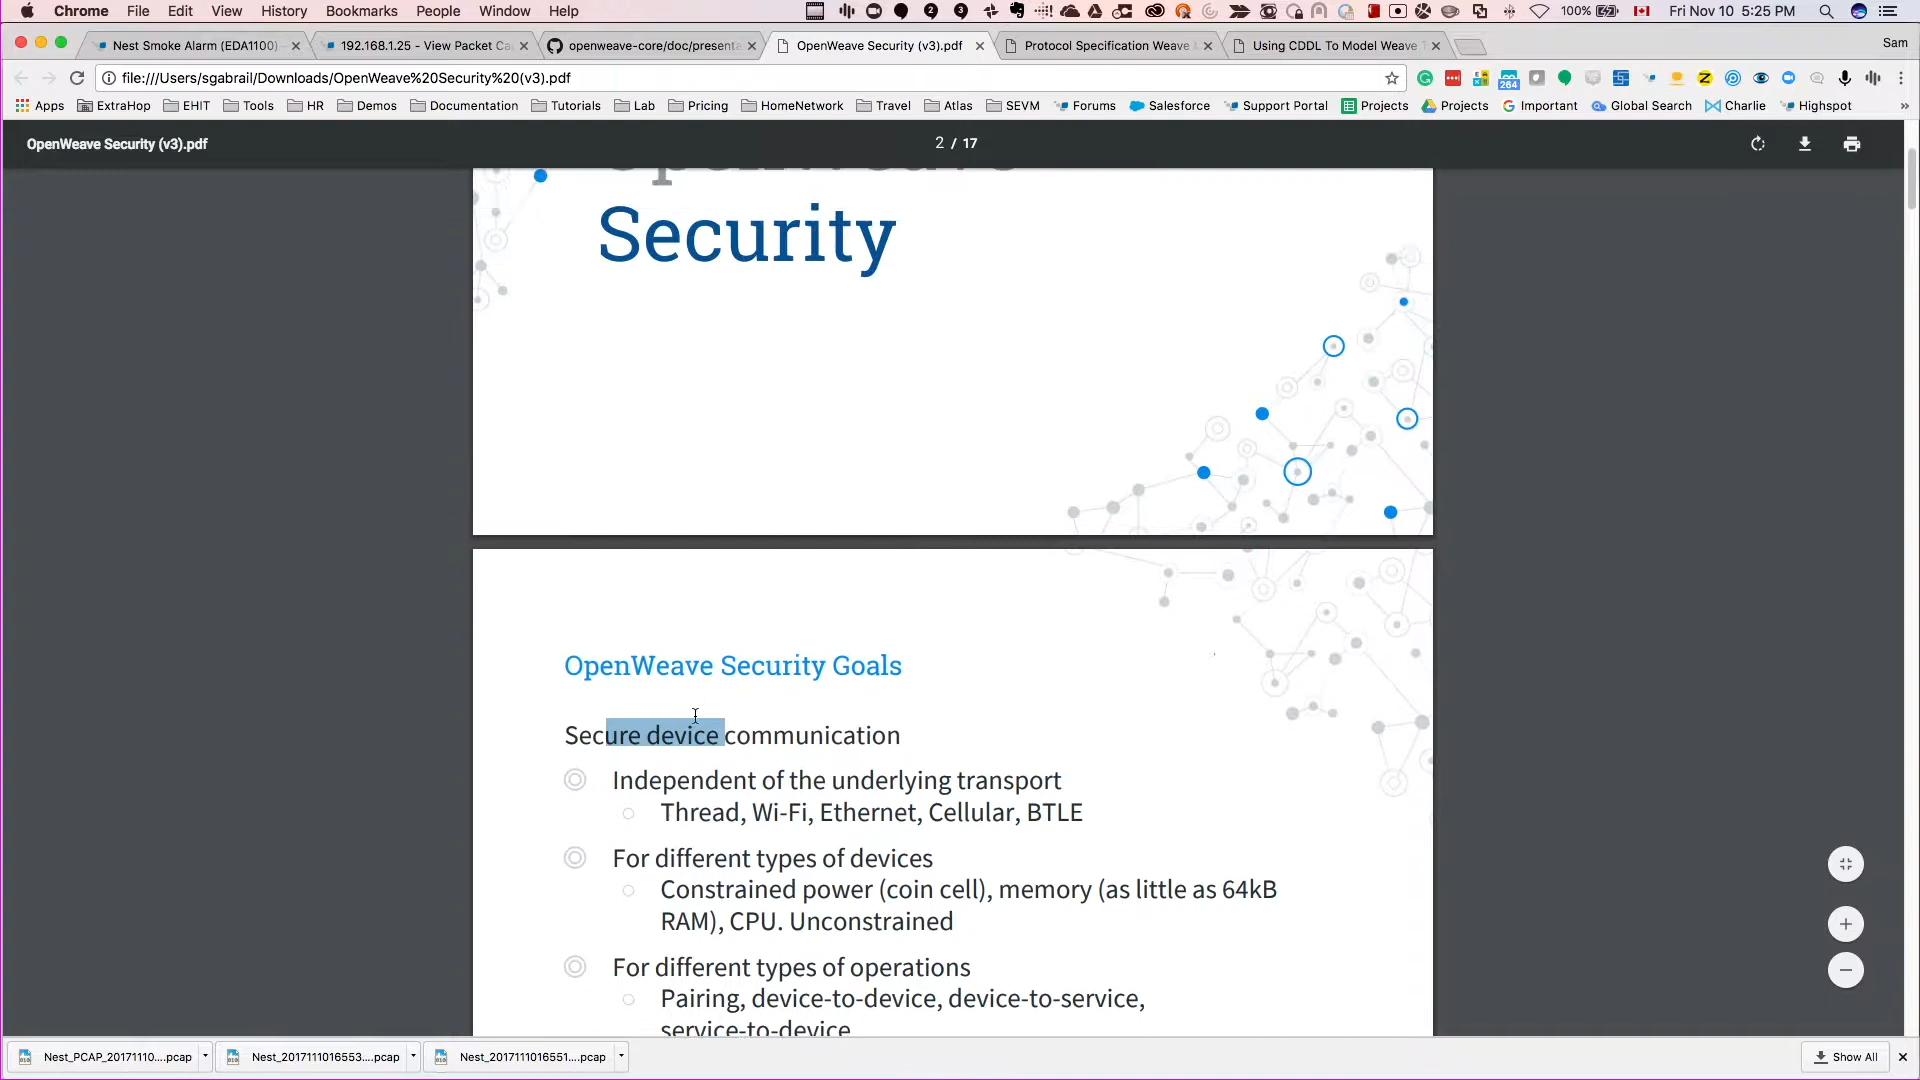 Chrome File Edit View History Bookmarks People Window Help 2 3 100% Fri Nov 10 5:25 PM
Nest Smoke Alarm (EDA1100) 192.168.1.25 - View Packet Ca openweave-core/doc/presenta OpenWeave Security (v3).pdf Protocol Specification Weave Using CDDL To Model Weave Sam
file:///Users/sgabrail/Downloads/OpenWeave%20Security%20(v3).pdf 264
Apps ExtraHop EHIT Tools HR Demos Documentation Tutorials Lab Pricing HomeNetwork Travel Atlas SEVM Forums Salesforce Support Portal Projects Projects Important Global Search Charlie Highspot »
OpenWeave Security (v3).pdf 2 / 17
OpenWeave
Security
OpenWeave Security Goals
Secure device communication
Independent of the underlying transport
Thread, Wi-Fi, Ethernet, Cellular, BTLE
For different types of devices
Constrained power (coin cell), memory (as little as 64kB
RAM), CPU. Unconstrained
For different types of operations
Pairing, device-to-device, device-to-service,
service-to-device
Nest_PCAP_20171110....pcap Nest_2017111016553....pcap Nest_2017111016551....pcap Show All